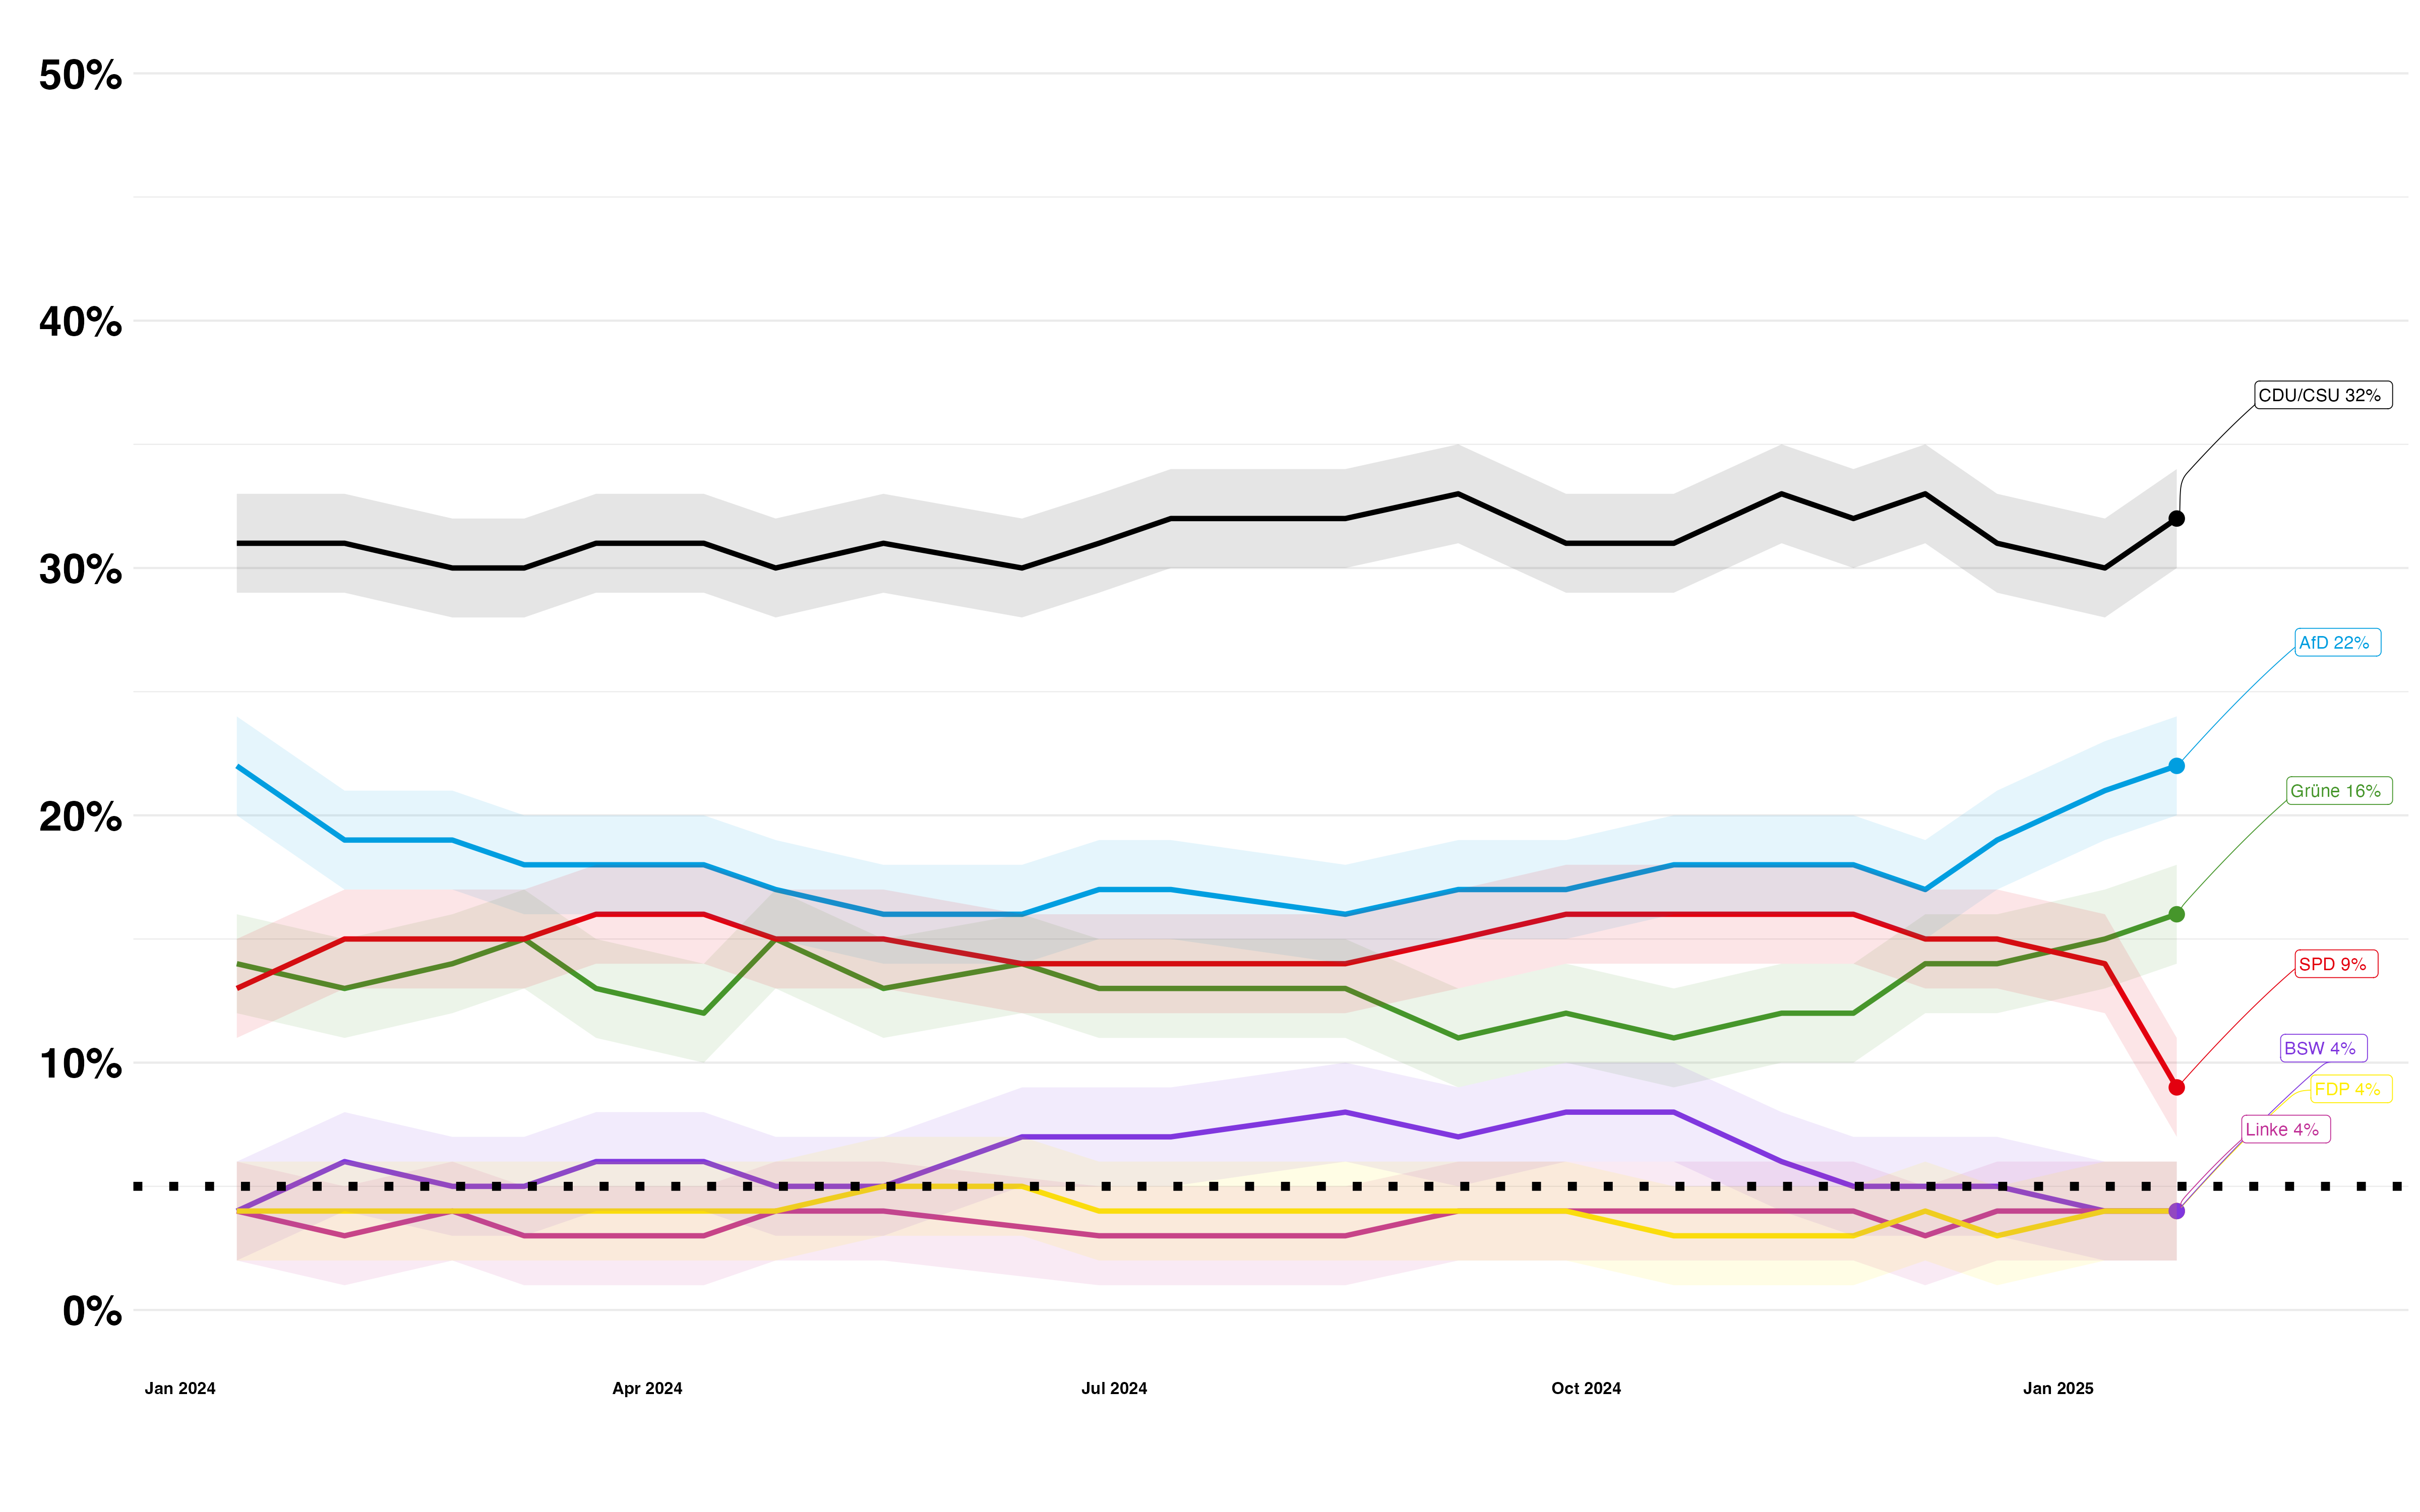 50%
40%
CDU/CSU 32%
30%
AfD 22%
Grüne 16%
20%
SPD 9%
BSW 4%
10%
FDP 4%
Linke 4%
0%
Jan 2024
Apr 2024
Jul 2024
Oct 2024
Jan 2025